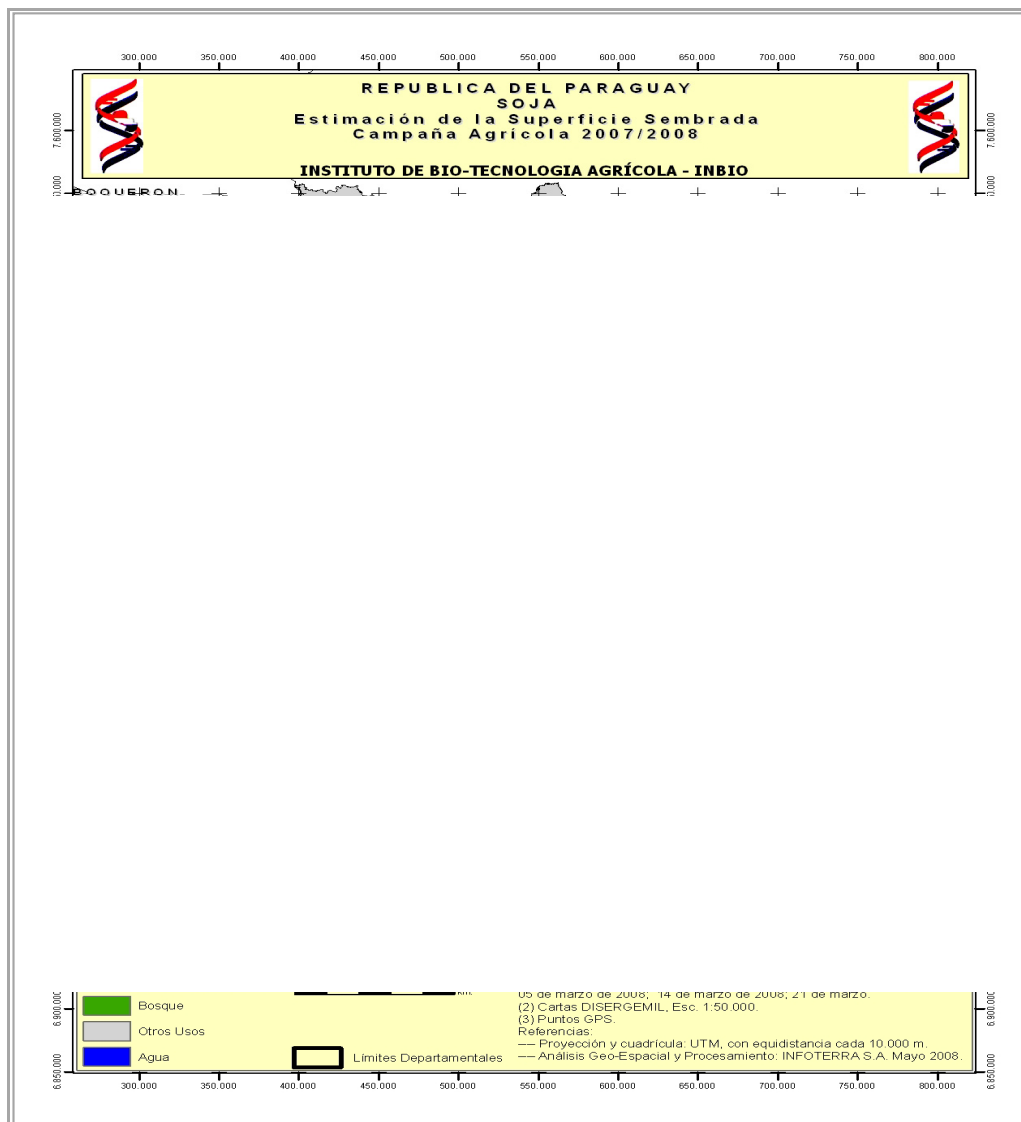 300.000 350.000 400.000 450.000 500.000 550.000 600.000 650.000 700.000 750.000 800.000
REPUBLICA DEL PARAGUAY
SOJA
Estimación de la Superficie Sembrada
Campaña Agrícola 2007/2008
INSTITUTO DE BIO-TECNOLOGIA AGRÍCOLA - INBIO
7.600.000 7.600.000
BOQUERON
05 de marzo de 2008; 14 de marzo de 2008; 21 de marzo.
(2) Cartas DISERGEMIL, Esc. 1:50.000.
(3) Puntos GPS.
Referencias:
— Proyección y cuadrícula: UTM, con equidistancia cada 10.000 m.
— Análisis Geo-Espacial y Procesamiento: INFOTERRA S.A. Mayo 2008.
Bosque
Otros Usos
Agua
km.
Límites Departamentales
6.900.000 6.900.000
6.850.000 6.850.000
300.000 350.000 400.000 450.000 500.000 550.000 600.000 650.000 700.000 750.000 800.000